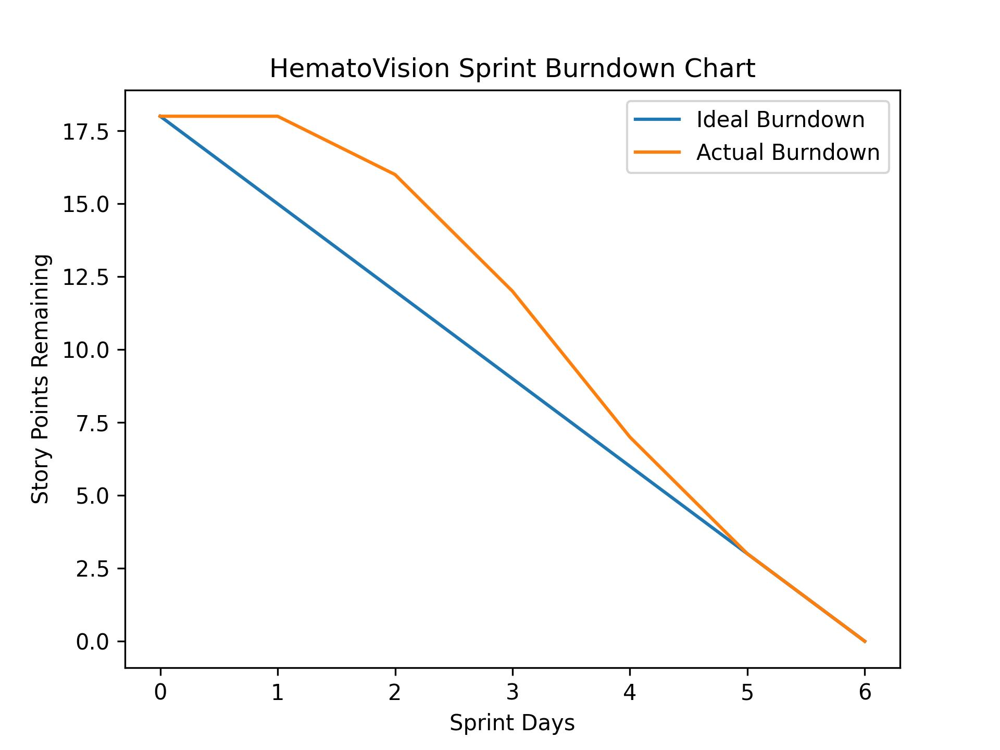 HematoVision Sprint Burndown Chart
Ideal Burndown
Actual Burndown
17.5
15.0
12.5
10.0
7.5
5.0
2.5
0.0
Story Points Remaining
0 1 2 3 4 5 6
Sprint Days